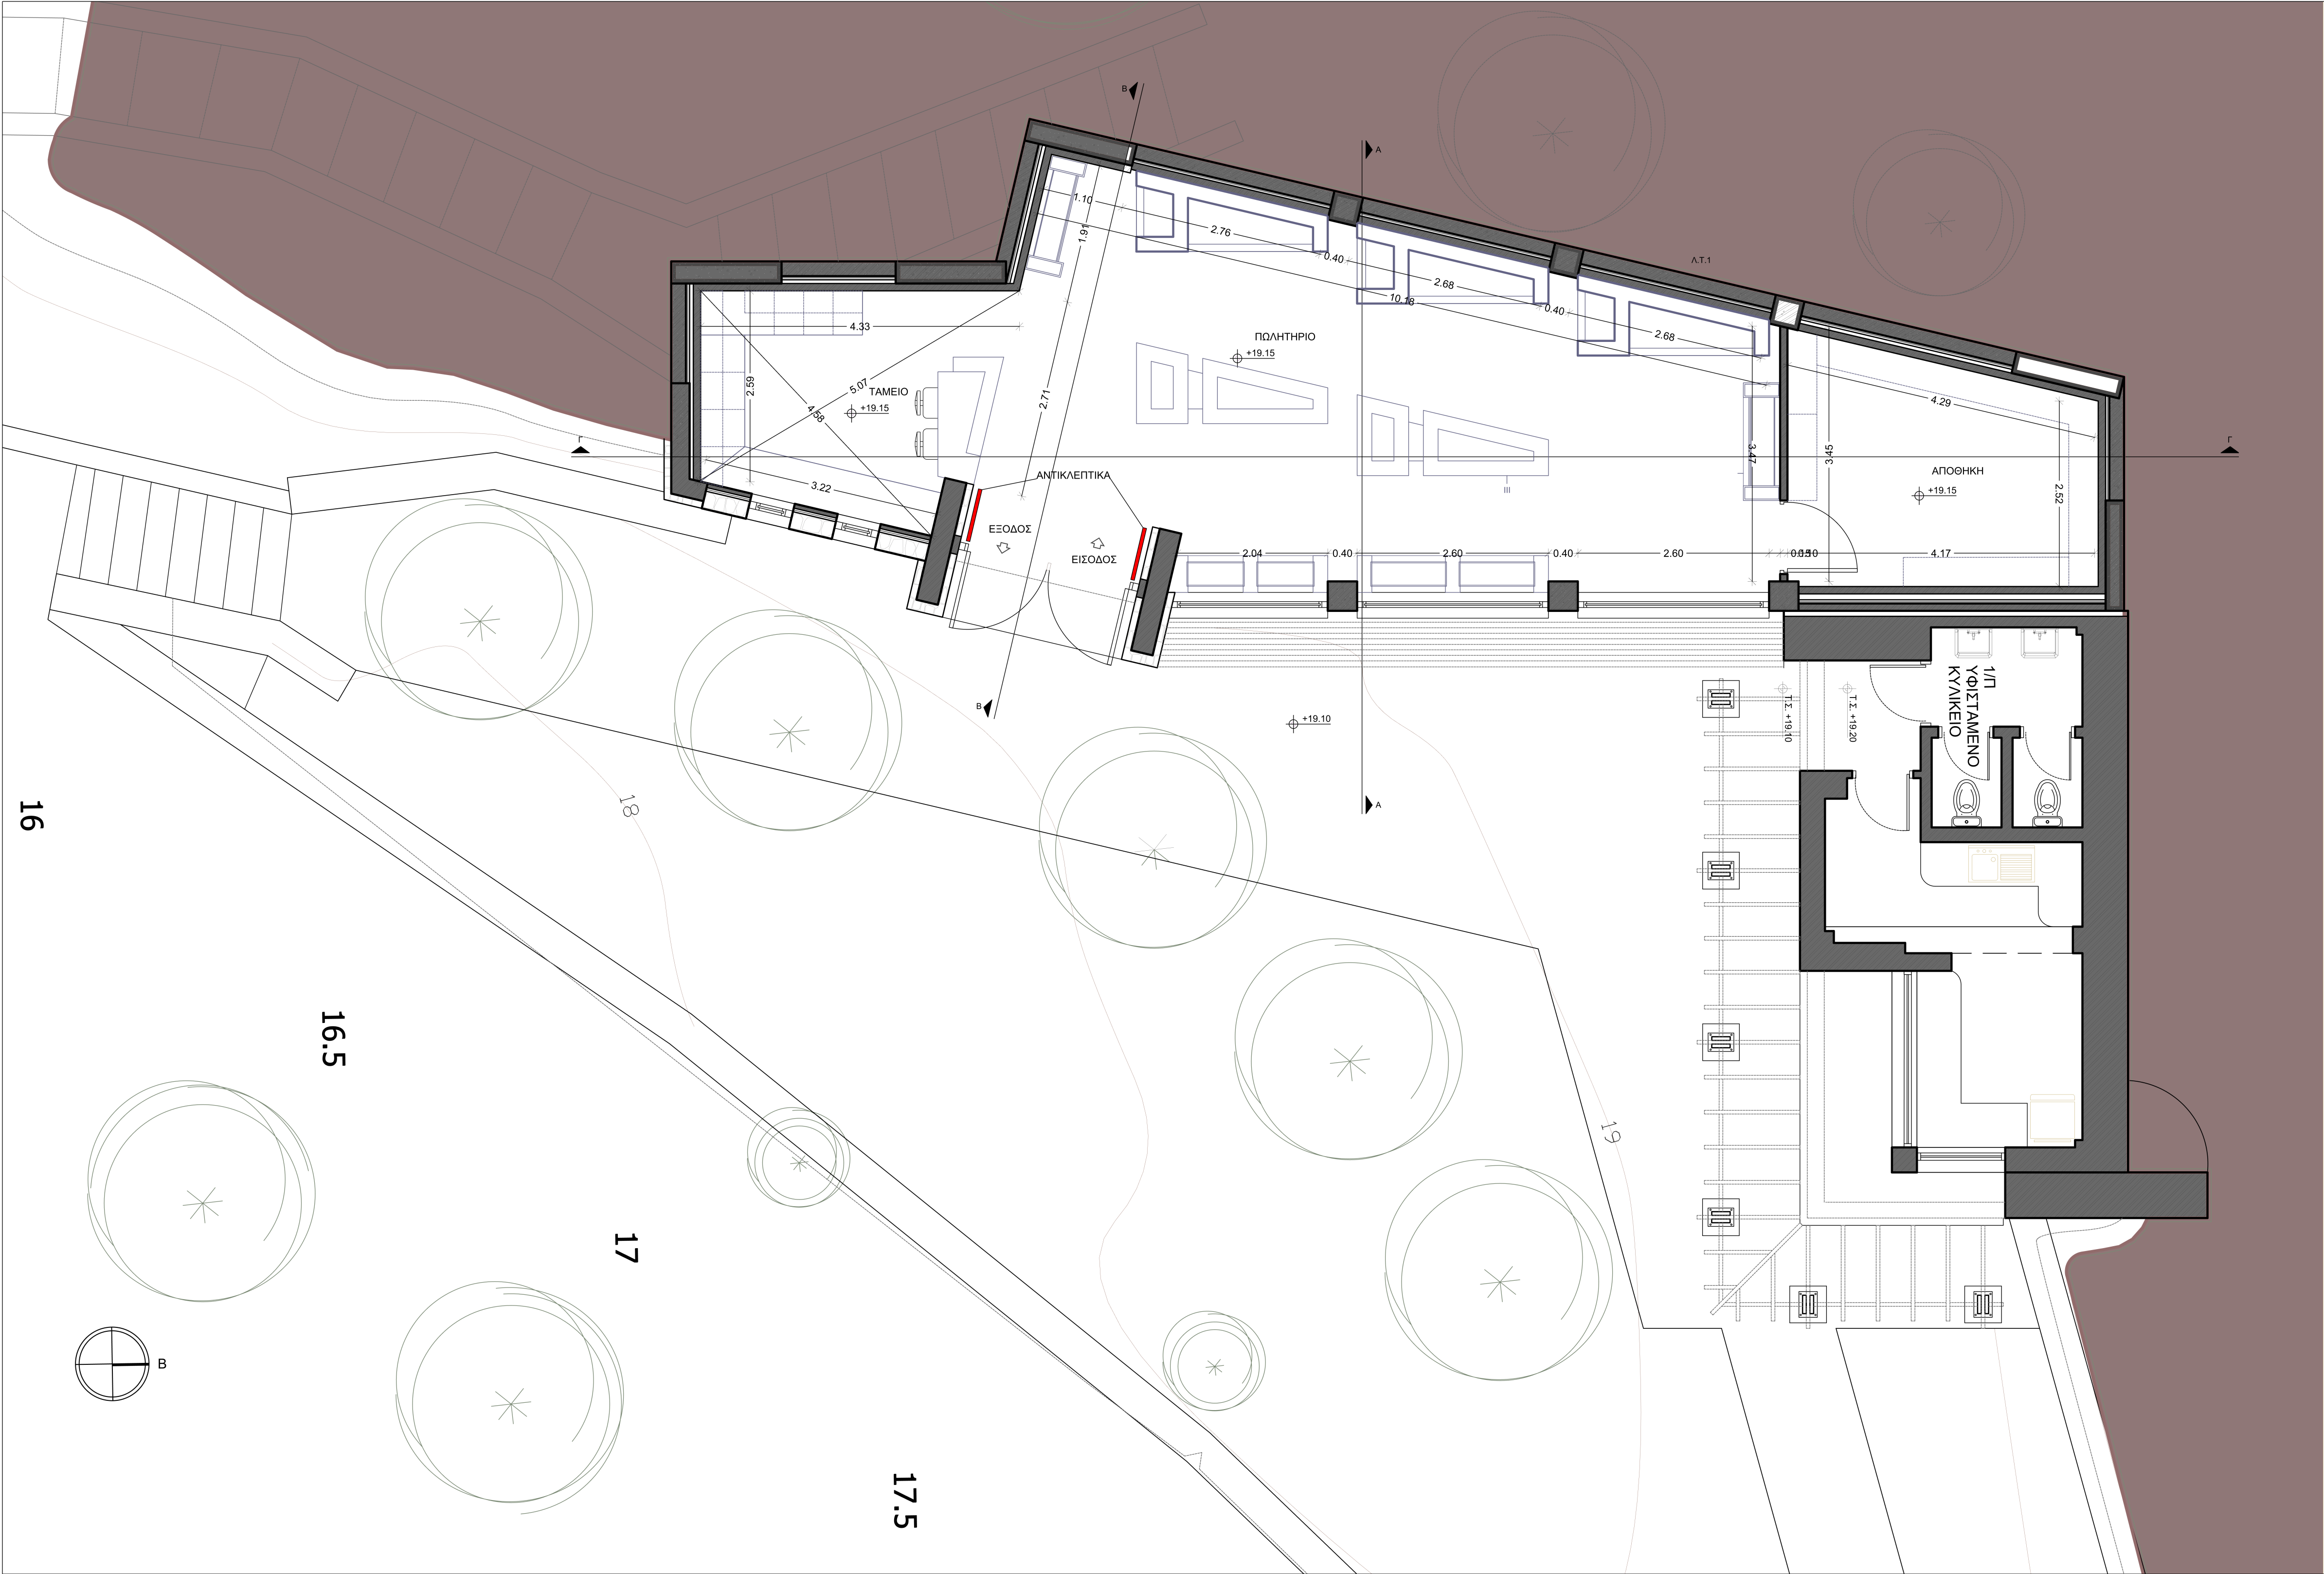 B
A
Λ.Τ.1
1.10
1.91
2.76
0.40
2.68
10.18
0.40
2.68
ΠΩΛΗΤΗΡΙΟ
+19.15
4.33
5.07
4.58
2.59
ΤΑΜΕΙΟ
+19.15
2.71
4.29
3.47
3.45
2.52
Γ
Γ
ΑΝΤΙΚΛΕΠΤΙΚΑ
ΑΠΟΘΗΚΗ
+19.15
3.22
III
ΕΞΟΔΟΣ
ΕΙΣΟΔΟΣ
2.04
0.40
2.60
0.40
2.60
4.17
B
+19.10
Τ.Σ. +19.10
Τ.Σ. +19.20
1/Π
ΥΦΙΣΤΑΜΕΝΟ
ΚΥΛΙΚΕΙΟ
A
16
18
16.5
19
17
B
17.5